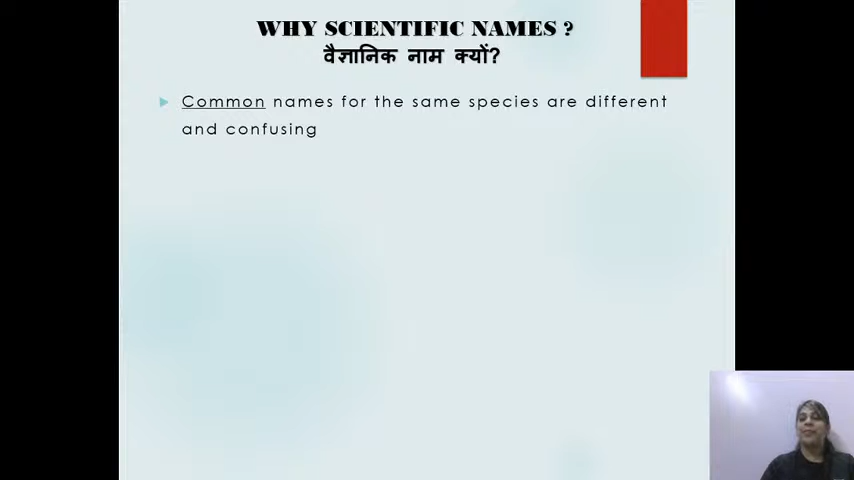 WHY SCIENTIFIC NAMES ?
वैज्ञानिक नाम क्यों?
Common names for the same species are different
and confusing